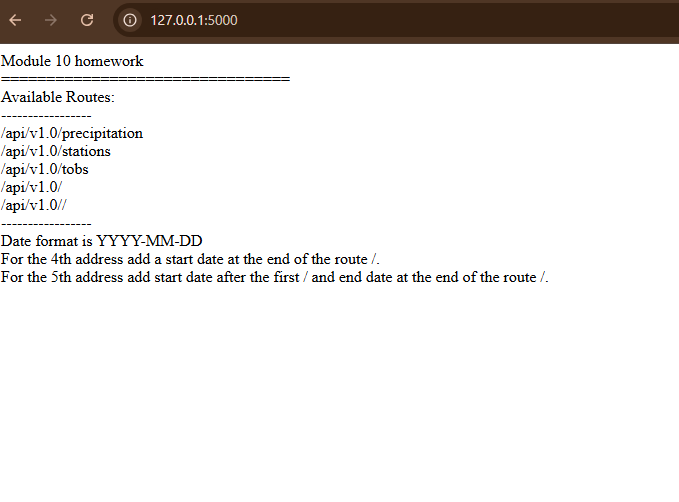 127.0.0.1:5000
Module 10 homework
================================
Available Routes:
-----------------
/api/v1.0/precipitation
/api/v1.0/stations
/api/v1.0/tobs
/api/v1.0/
/api/v1.0//
-----------------
Date format is YYYY-MM-DD
For the 4th address add a start date at the end of the route /.
For the 5th address add start date after the first / and end date at the end of the route /.